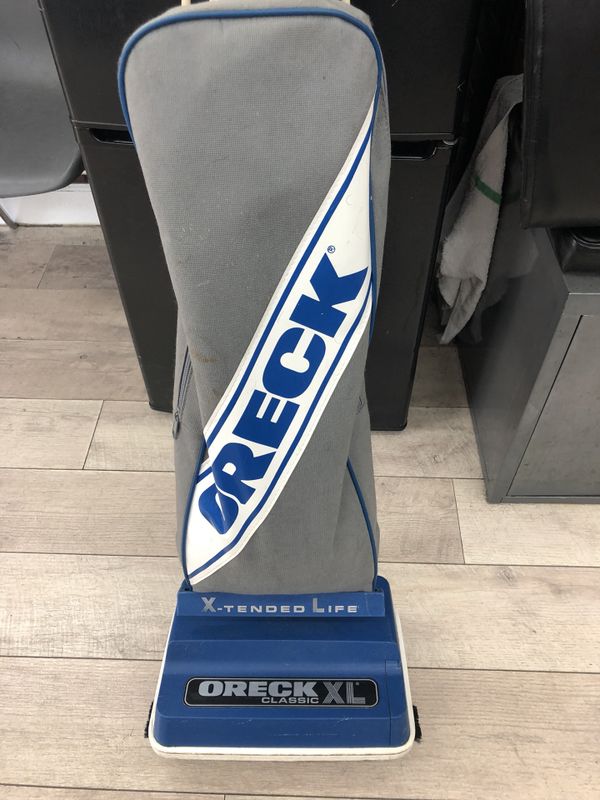 ORECK®
X-TENDED LIFE
ORECK XL®
CLASSIC